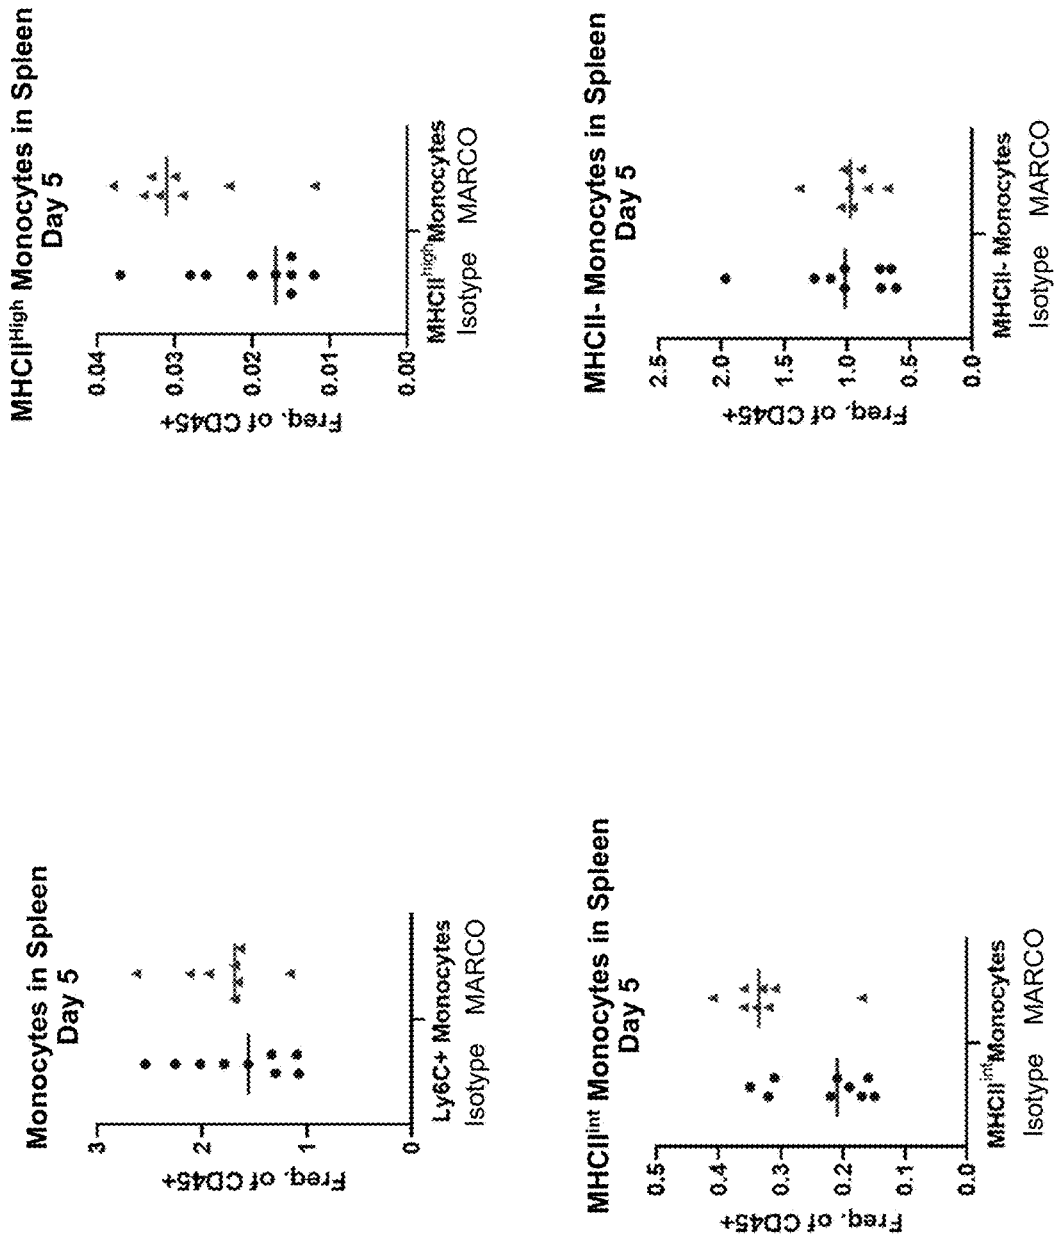 Monocytes in Spleen
Day 5
Freq. of CD45+
3
2
1
0
Ly6C+ Monocytes
Isotype MARCO
MHCII^High Monocytes in Spleen
Day 5
Freq. of CD45+
0.04
0.03
0.02
0.01
0.00
MHCII^high Monocytes
Isotype MARCO
MHCII^int Monocytes in Spleen
Day 5
Freq. of CD45+
0.5
0.4
0.3
0.2
0.1
0.0
MHCII^int Monocytes
Isotype MARCO
MHCII- Monocytes in Spleen
Day 5
Freq. of CD45+
2.5
2.0
1.5
1.0
0.5
0.0
MHCII- Monocytes
Isotype MARCO